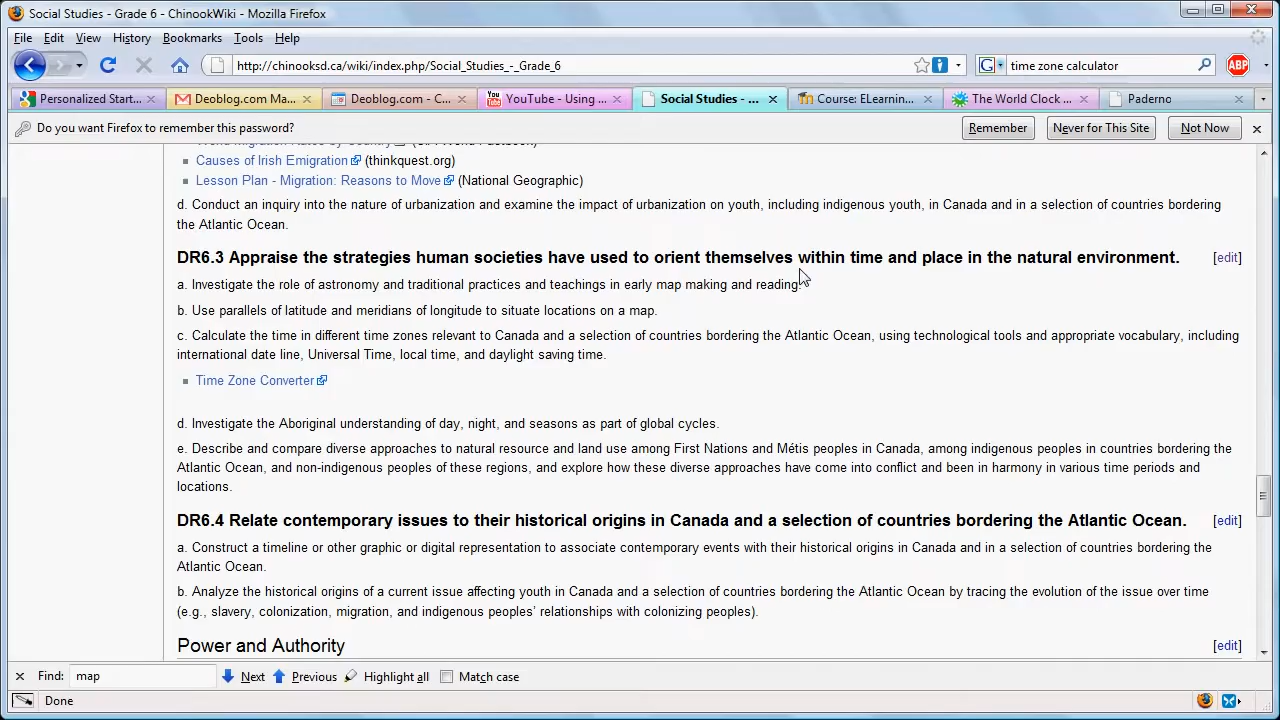 Social Studies - Grade 6 - ChinookWiki - Mozilla Firefox
File Edit View History Bookmarks Tools Help
http://chinooksd.ca/wiki/index.php/Social_Studies_-_Grade_6
time zone calculator
ABP
Personalized Start...
Deoblog.com Ma...
Deoblog.com - C...
YouTube - Using ...
Social Studies - ...
Course: ELearnin...
The World Clock ...
Paderno
Do you want Firefox to remember this password?
Remember
Never for This Site
Not Now
Causes of Irish Emigration (thinkquest.org)
Lesson Plan - Migration: Reasons to Move (National Geographic)
d. Conduct an inquiry into the nature of urbanization and examine the impact of urbanization on youth, including indigenous youth, in Canada and in a selection of countries bordering
the Atlantic Ocean.
DR6.3 Appraise the strategies human societies have used to orient themselves within time and place in the natural environment. [edit]
a. Investigate the role of astronomy and traditional practices and teachings in early map making and reading.
b. Use parallels of latitude and meridians of longitude to situate locations on a map.
c. Calculate the time in different time zones relevant to Canada and a selection of countries bordering the Atlantic Ocean, using technological tools and appropriate vocabulary, including
international date line, Universal Time, local time, and daylight saving time.
Time Zone Converter
d. Investigate the Aboriginal understanding of day, night, and seasons as part of global cycles.
e. Describe and compare diverse approaches to natural resource and land use among First Nations and Métis peoples in Canada, among indigenous peoples in countries bordering the
Atlantic Ocean, and non-indigenous peoples of these regions, and explore how these diverse approaches have come into conflict and been in harmony in various time periods and
locations.
DR6.4 Relate contemporary issues to their historical origins in Canada and a selection of countries bordering the Atlantic Ocean. [edit]
a. Construct a timeline or other graphic or digital representation to associate contemporary events with their historical origins in Canada and in a selection of countries bordering the
Atlantic Ocean.
b. Analyze the historical origins of a current issue affecting youth in Canada and a selection of countries bordering the Atlantic Ocean by tracing the evolution of the issue over time
(e.g., slavery, colonization, migration, and indigenous peoples' relationships with colonizing peoples).
Power and Authority [edit]
Find: map Next Previous Highlight all Match case
Done